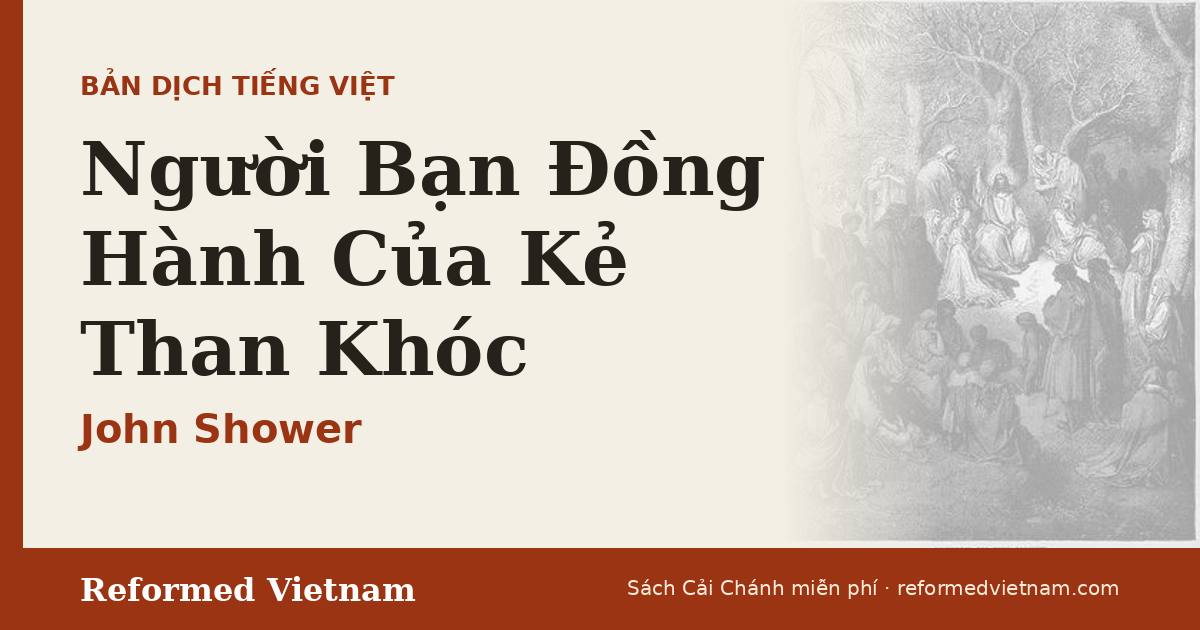 BẢN DỊCH TIẾNG VIỆT
Người Bạn Đồng
Hành Của Kẻ
Than Khóc
John Shower
Reformed Vietnam
Sách Cải Chánh miễn phí · reformedvietnam.com